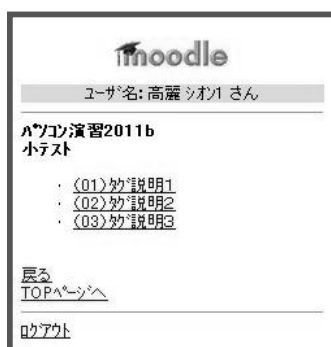 moodle
ﾕｰｻﾞ名: 高麗 ｼｵﾝ1 さん
ﾊﾟｿｺﾝ演習2011b
小テスト
・ (01)ﾀｸﾞ説明1
・ (02)ﾀｸﾞ説明2
・ (03)ﾀｸﾞ説明3
戻る
TOPﾍﾟｰｼﾞへ
ﾛｸﾞｱｳﾄ